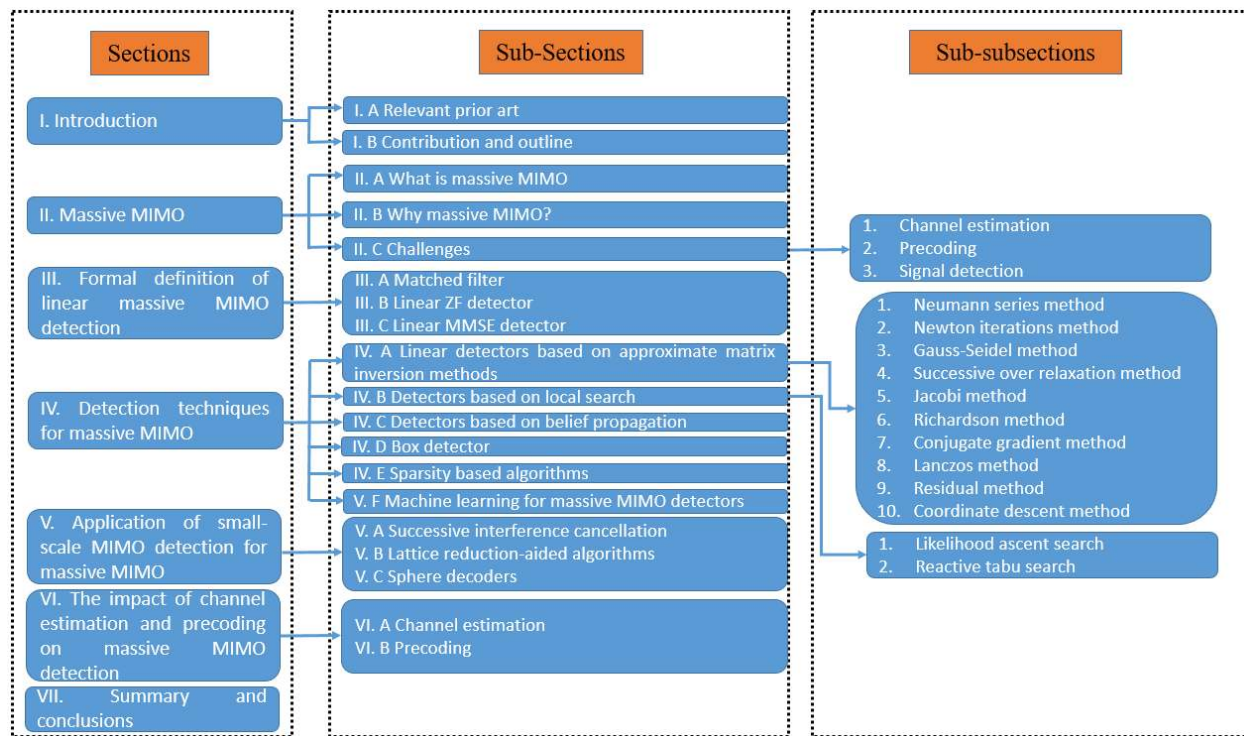 Sections
I. Introduction
II. Massive MIMO
III. Formal definition of
linear massive MIMO
detection
IV. Detection techniques
for massive MIMO
V. Application of small-
scale MIMO detection for
massive MIMO
VI. The impact of channel
estimation and precoding
on massive MIMO
detection
VII. Summary and
conclusions
Sub-Sections
I. A Relevant prior art
I. B Contribution and outline
II. A What is massive MIMO
II. B Why massive MIMO?
II. C Challenges
III. A Matched filter
III. B Linear ZF detector
III. C Linear MMSE detector
IV. A Linear detectors based on approximate matrix
inversion methods
IV. B Detectors based on local search
IV. C Detectors based on belief propagation
IV. D Box detector
IV. E Sparsity based algorithms
V. F Machine learning for massive MIMO detectors
V. A Successive interference cancellation
V. B Lattice reduction-aided algorithms
V. C Sphere decoders
VI. A Channel estimation
VI. B Precoding
Sub-subsections
1. Channel estimation
2. Precoding
3. Signal detection
1. Neumann series method
2. Newton iterations method
3. Gauss-Seidel method
4. Successive over relaxation method
5. Jacobi method
6. Richardson method
7. Conjugate gradient method
8. Lanczos method
9. Residual method
10. Coordinate descent method
1. Likelihood ascent search
2. Reactive tabu search